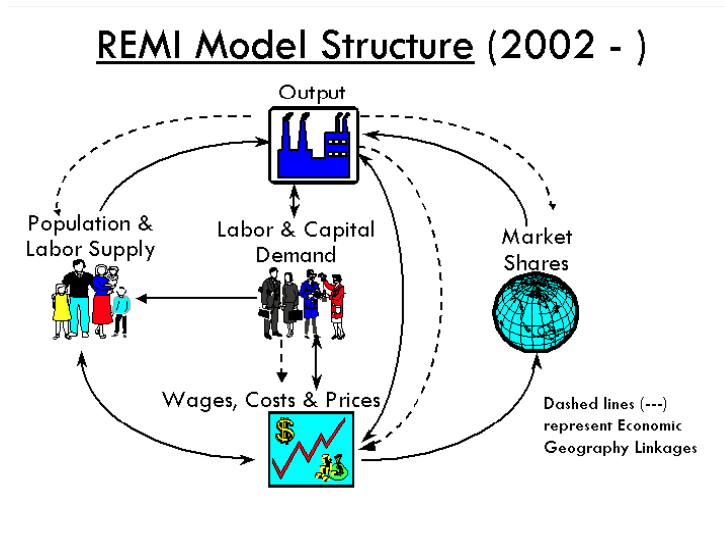 REMI Model Structure (2002 - )
Output
Population &
Labor Supply
Labor & Capital
Demand
Market
Shares
Wages, Costs & Prices
$
Dashed lines (---)
represent Economic
Geography Linkages